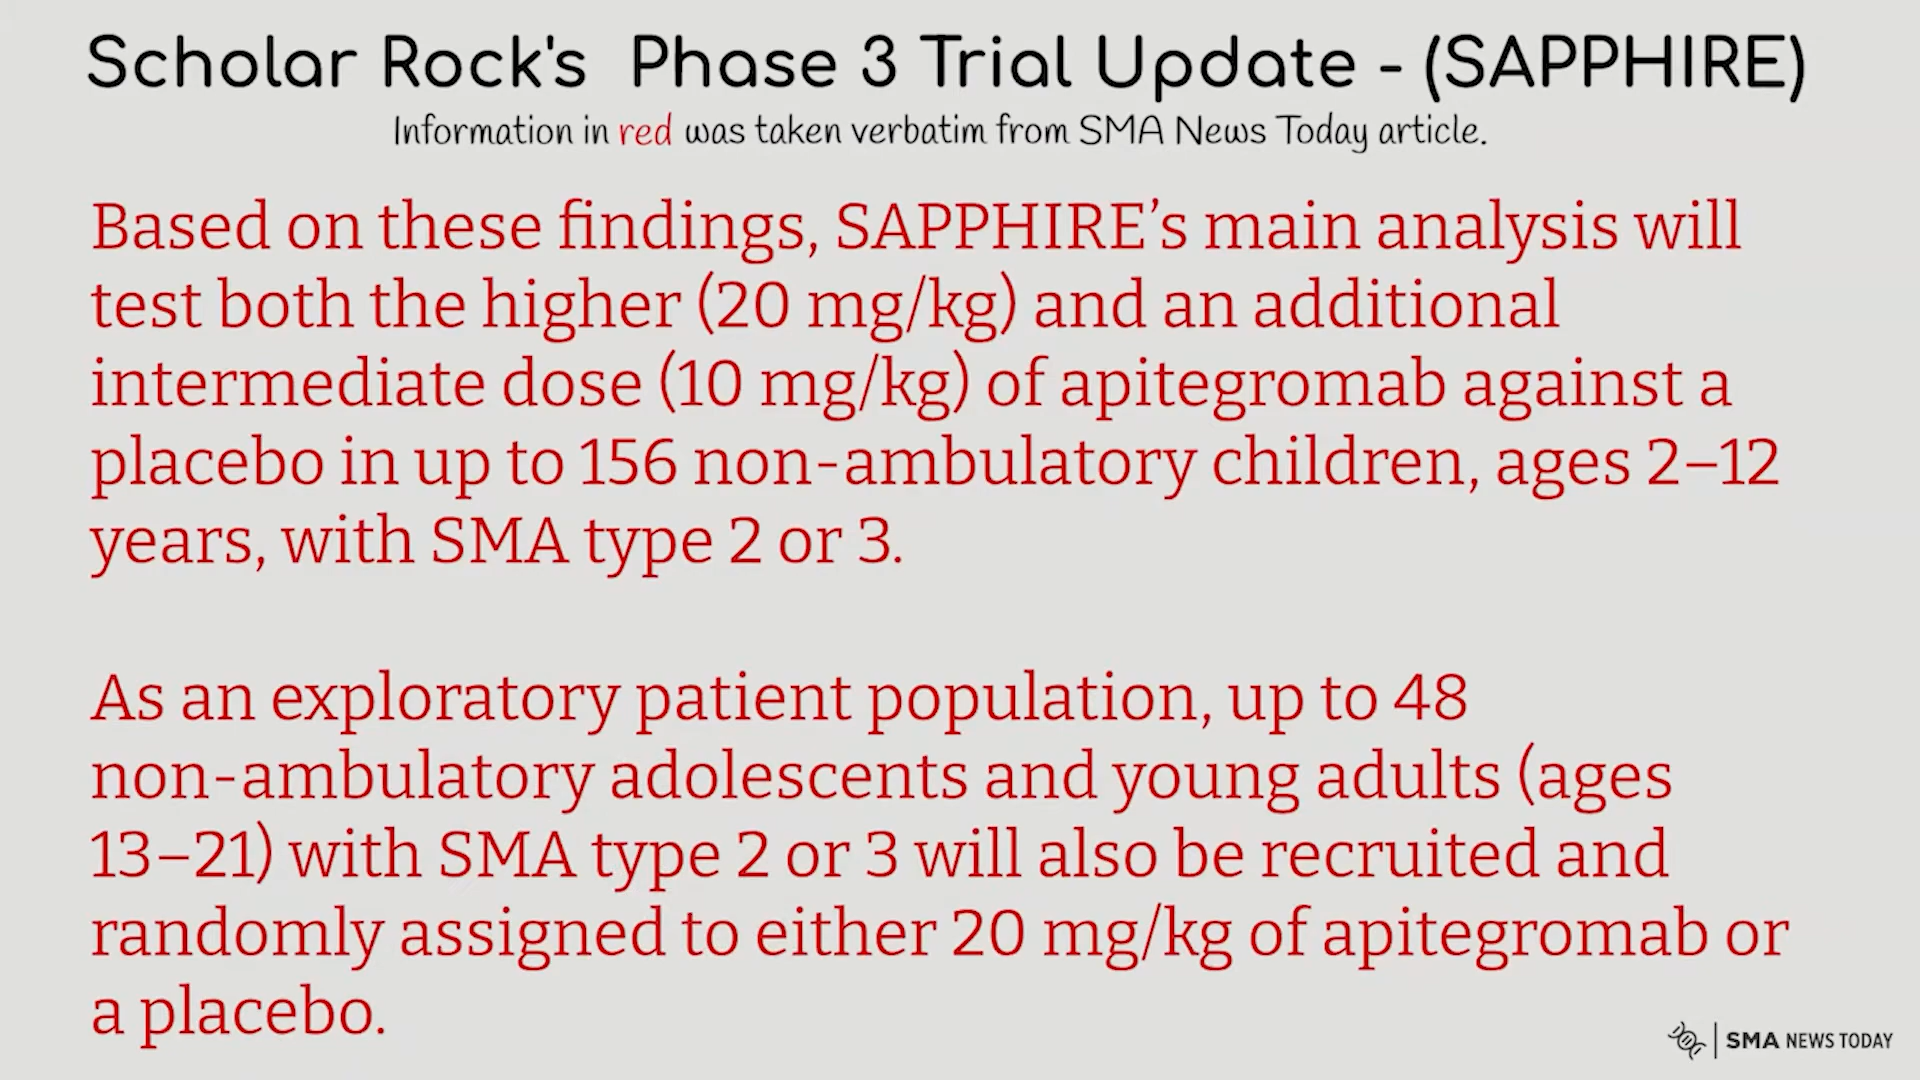 Scholar Rock's Phase 3 Trial Update - (SAPPHIRE)
Information in red was taken verbatim from SMA News Today article.
Based on these findings, SAPPHIRE’s main analysis will
test both the higher (20 mg/kg) and an additional
intermediate dose (10 mg/kg) of apitegromab against a
placebo in up to 156 non-ambulatory children, ages 2–12
years, with SMA type 2 or 3.
As an exploratory patient population, up to 48
non-ambulatory adolescents and young adults (ages
13–21) with SMA type 2 or 3 will also be recruited and
randomly assigned to either 20 mg/kg of apitegromab or
a placebo.
SMA NEWS TODAY